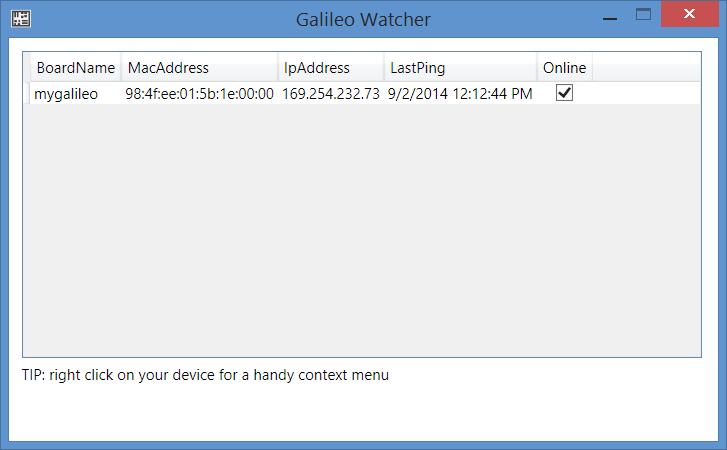 Galileo Watcher
BoardName MacAddress IpAddress LastPing Online
mygalileo 98:4f:ee:01:5b:1e:00:00 169.254.232.73 9/2/2014 12:12:44 PM
TIP: right click on your device for a handy context menu